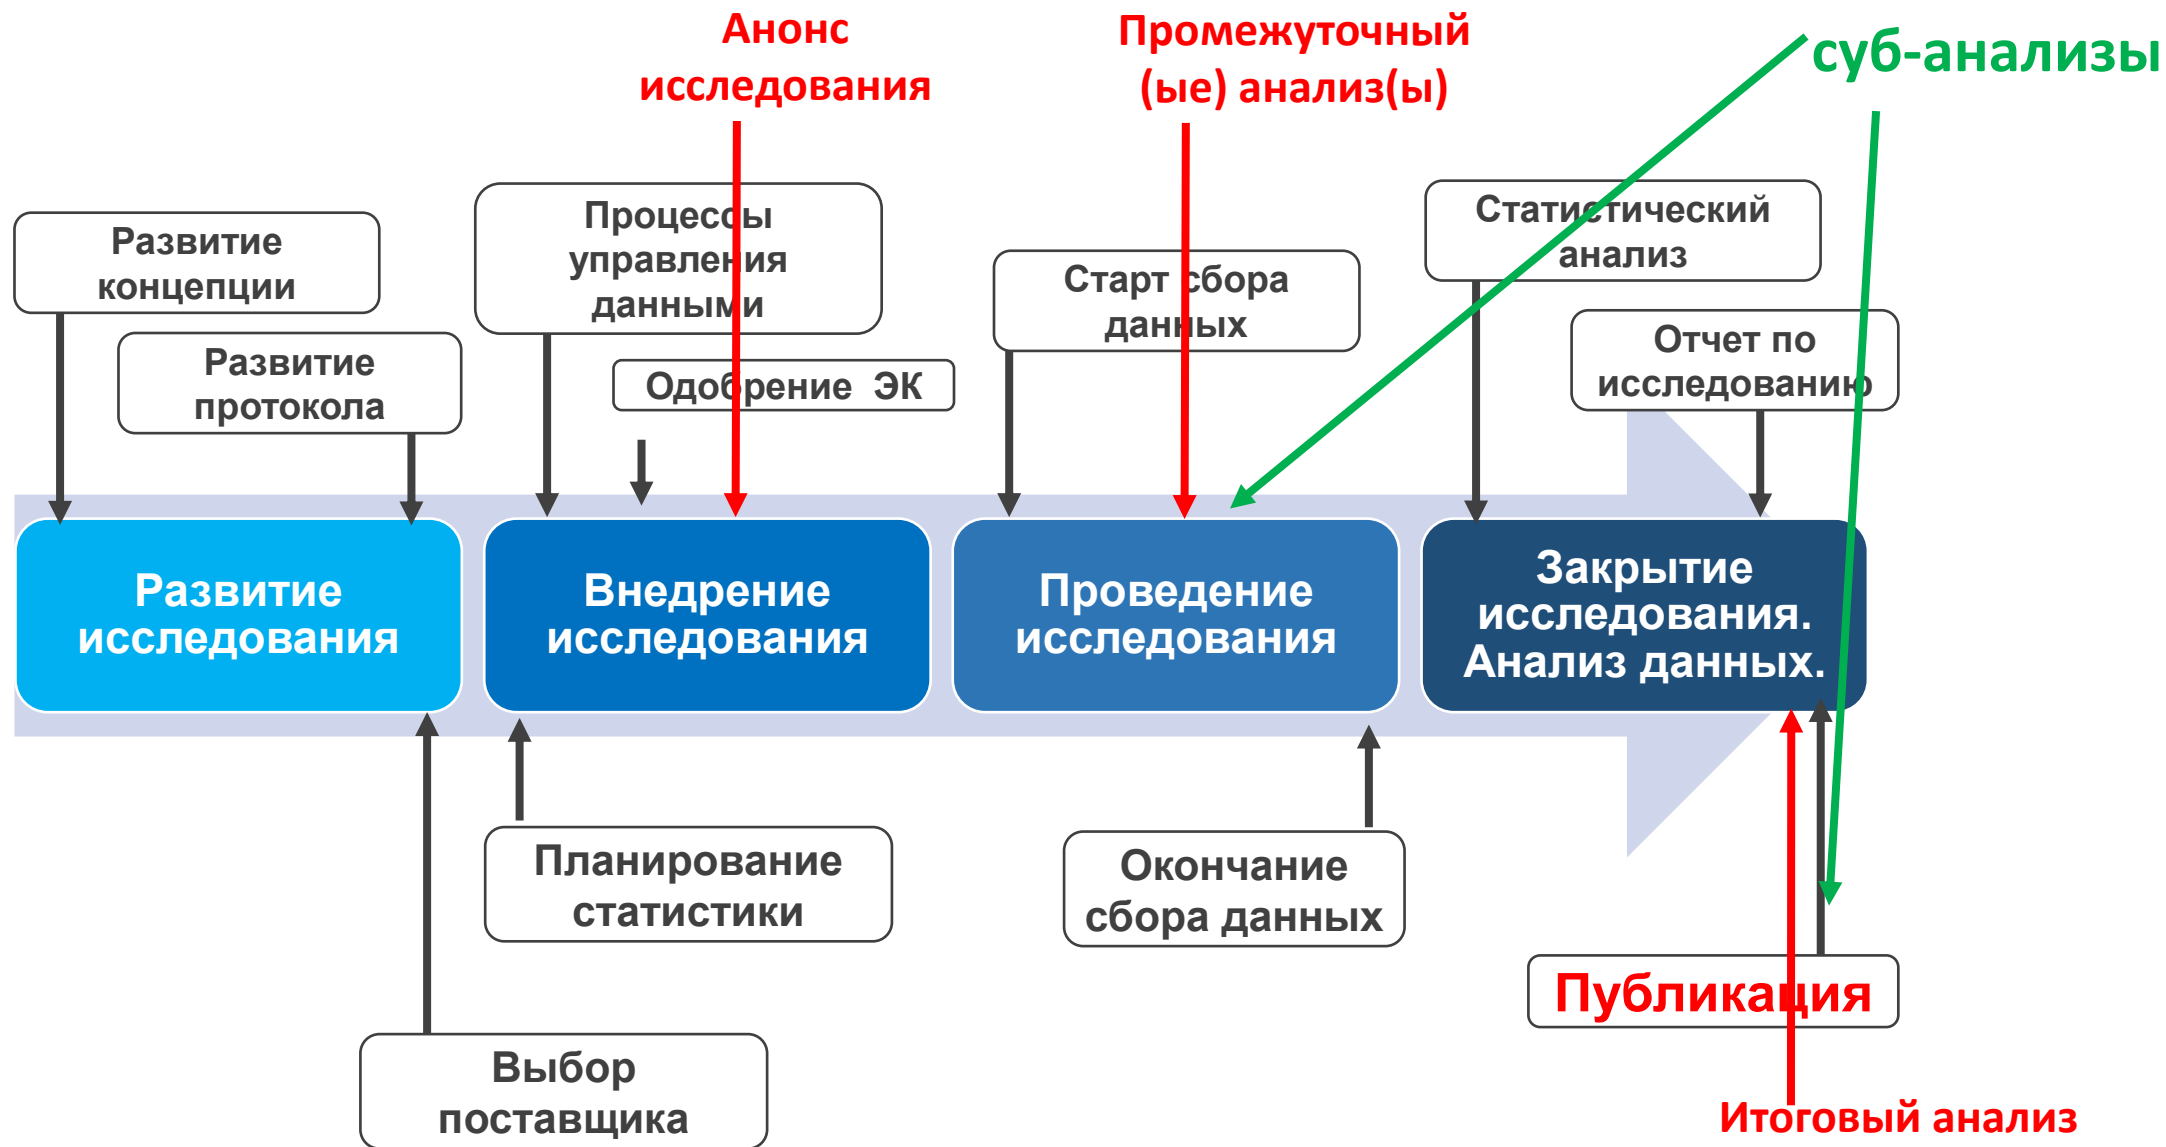 Анонс
исследования
Промежуточный
(ые) анализ(ы)
суб-анализы
Развитие
концепции
Развитие
протокола
Процессы
управления
данными
Одобрение ЭК
Старт сбора
данных
Статистический
анализ
Отчет по
исследованию
Развитие
исследования
Внедрение
исследования
Проведение
исследования
Закрытие
исследования.
Анализ данных.
Планирование
статистики
Окончание
сбора данных
Выбор
поставщика
Публикация
Итоговый анализ